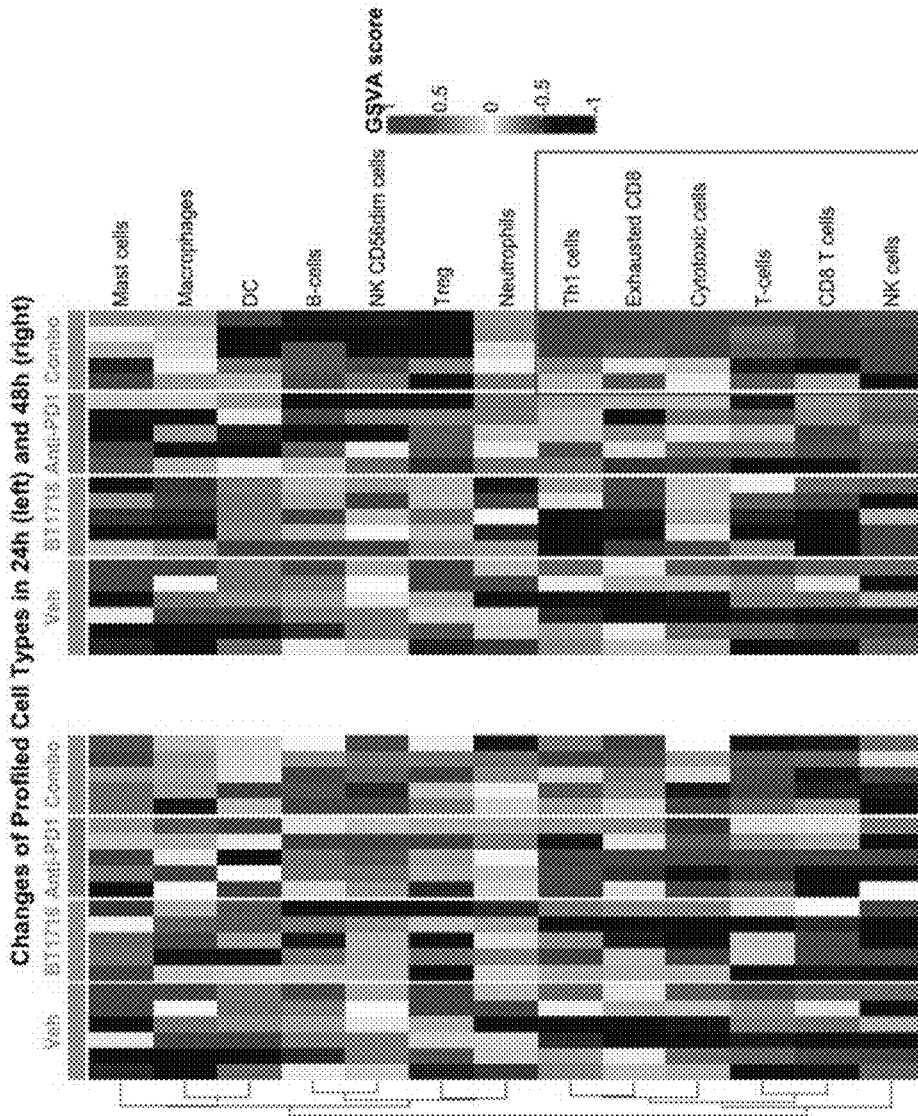 Changes of Profiled Cell Types in 24h (left) and 48h (right)
Veh BT1718 Anti-PD1 Combo
Veh BT1718 Anti-PD1 Combo
Mast cells
Macrophages
DC
B-cells
NK CD56dim cells
Treg
Neutrophils
Th1 cells
Exhausted CD8
Cytotoxic cells
T-cells
CD8 T
NK cells
GSVA score
1
0.5
0
-0.5
-1